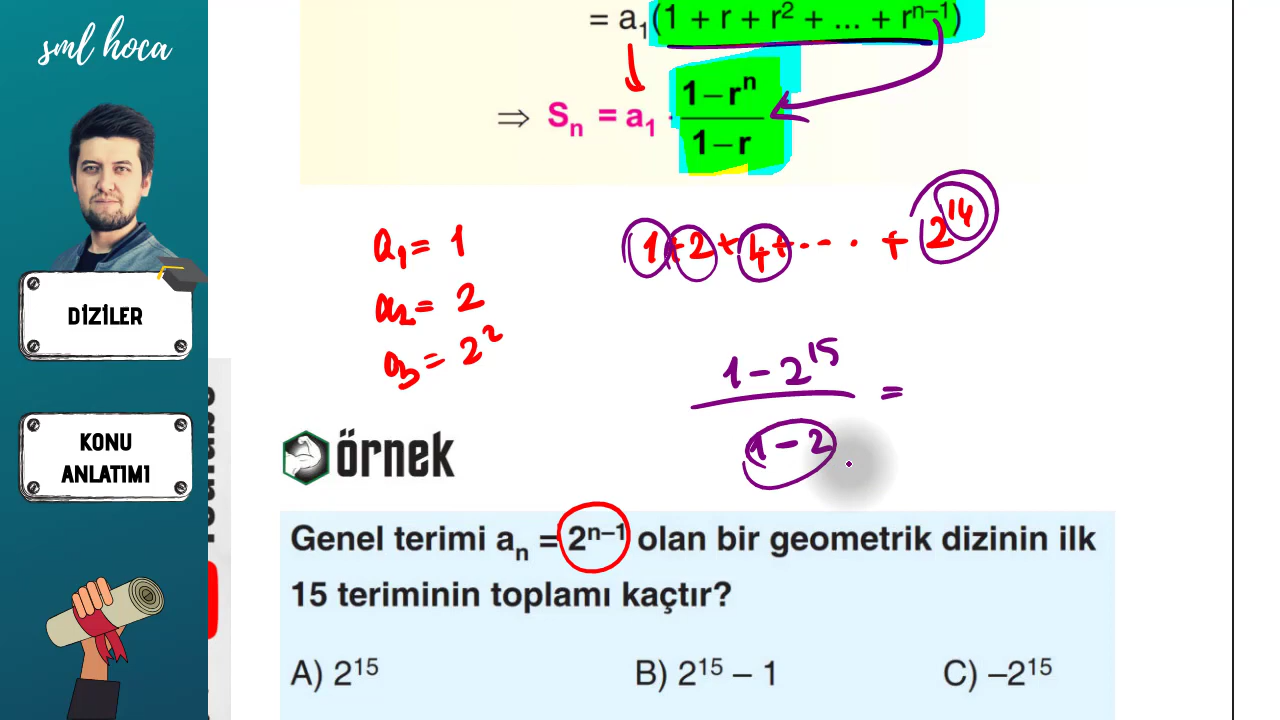 sml hoca
= a₁(1 + r + r² + ... + rⁿ⁻¹)
⇒ Sₙ = a₁ · (1 – rⁿ) / (1 – r)
a₁ = 1
1 + 2 + 4 + ... + 2¹⁴
a₂ = 2
a₃ = 2²
DİZİLER
(1 – 2¹⁵) / (1 – 2) =
KONU
ANLATIMI
örnek
Genel terimi aₙ = 2ⁿ⁻¹ olan bir geometrik dizinin ilk
15 teriminin toplamı kaçtır?
A) 2¹⁵ B) 2¹⁵ – 1 C) –2¹⁵